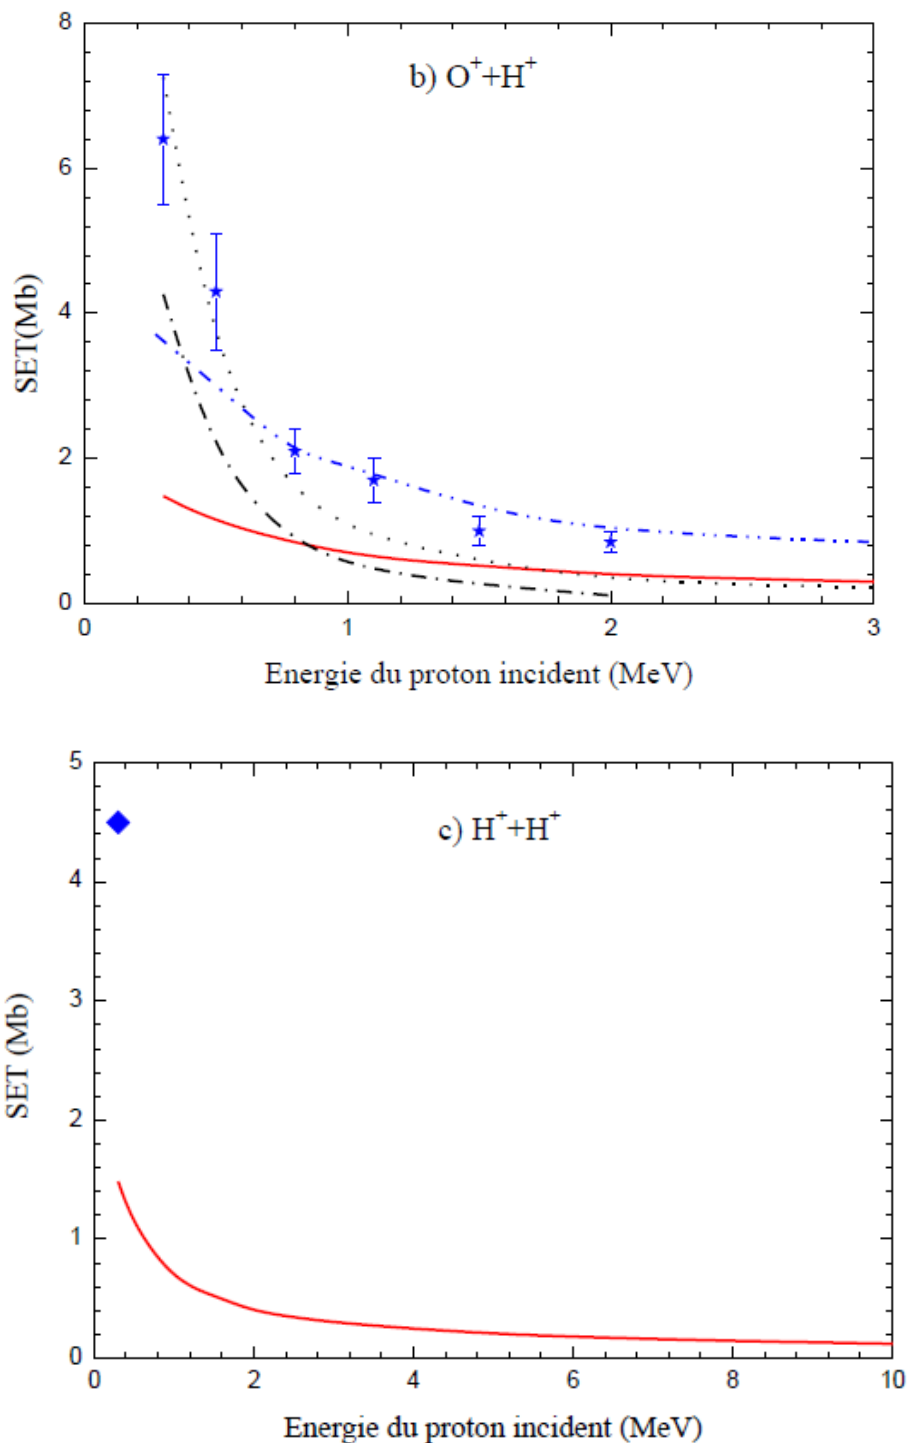 8
b) O⁺+H⁺
6
SET(Mb)
4
2
0
0 1 2 3
Energie du proton incident (MeV)
5
c) H⁺+H⁺
4
3
SET (Mb)
2
1
0
0 2 4 6 8 10
Energie du proton incident (MeV)